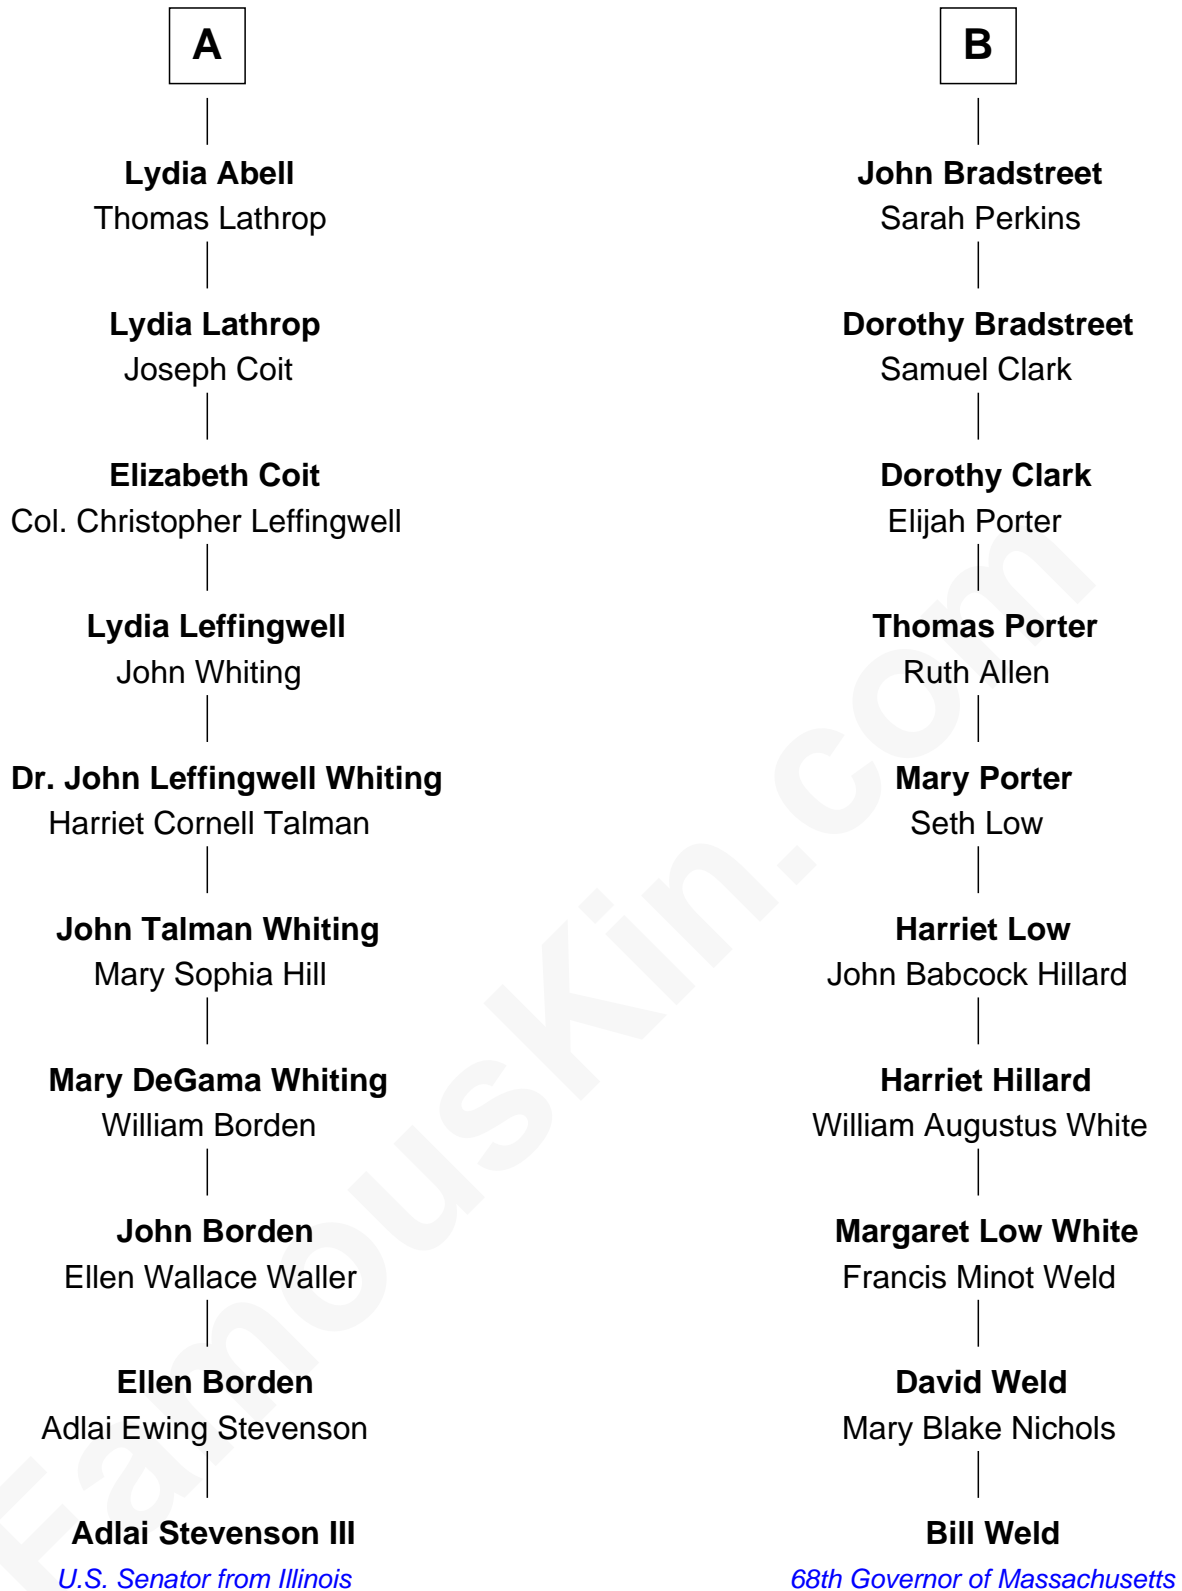 A
Lydia Abell
Thomas Lathrop
Lydia Lathrop
Joseph Coit
Elizabeth Coit
Col. Christopher Leffingwell
Lydia Leffingwell
John Whiting
Dr. John Leffingwell Whiting
Harriet Cornell Talman
John Talman Whiting
Mary Sophia Hill
Mary DeGama Whiting
William Borden
John Borden
Ellen Wallace Waller
Ellen Borden
Adlai Ewing Stevenson
Adlai Stevenson III
U.S. Senator from Illinois
B
John Bradstreet
Sarah Perkins
Dorothy Bradstreet
Samuel Clark
Dorothy Clark
Elijah Porter
Thomas Porter
Ruth Allen
Mary Porter
Seth Low
Harriet Low
John Babcock Hillard
Harriet Hillard
William Augustus White
Margaret Low White
Francis Minot Weld
David Weld
Mary Blake Nichols
Bill Weld
68th Governor of Massachusetts
FamousKin.com